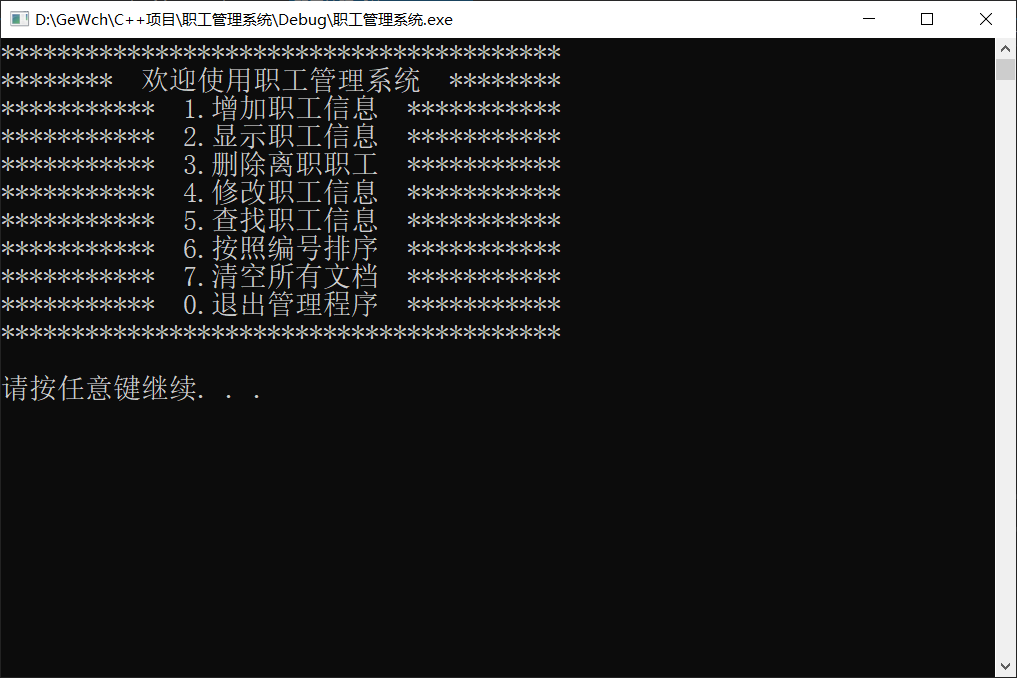 D:\GeWch\C++项目\职工管理系统\Debug\职工管理系统.exe
****************************************
********  欢迎使用职工管理系统  ********
***********  1.增加职工信息  ***********
***********  2.显示职工信息  ***********
***********  3.删除离职职工  ***********
***********  4.修改职工信息  ***********
***********  5.查找职工信息  ***********
***********  6.按照编号排序  ***********
***********  7.清空所有文档  ***********
***********  0.退出管理程序  ***********
****************************************
请按任意键继续. . .